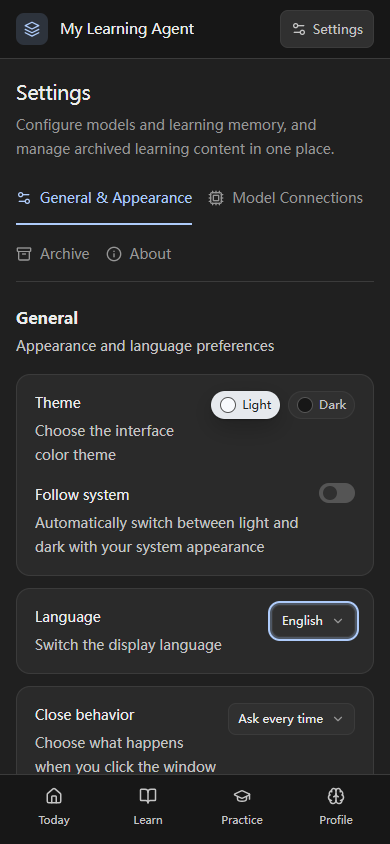 My Learning Agent
Settings
Settings
Configure models and learning memory, and
manage archived learning content in one place.
General & Appearance
Model Connections
Archive
About
General
Appearance and language preferences
Theme
Light
Dark
Choose the interface
color theme
Follow system
Automatically switch between light and
dark with your system appearance
Language
English
Switch the display language
Close behavior
Ask every time
Choose what happens
when you click the window
Today
Learn
Practice
Profile